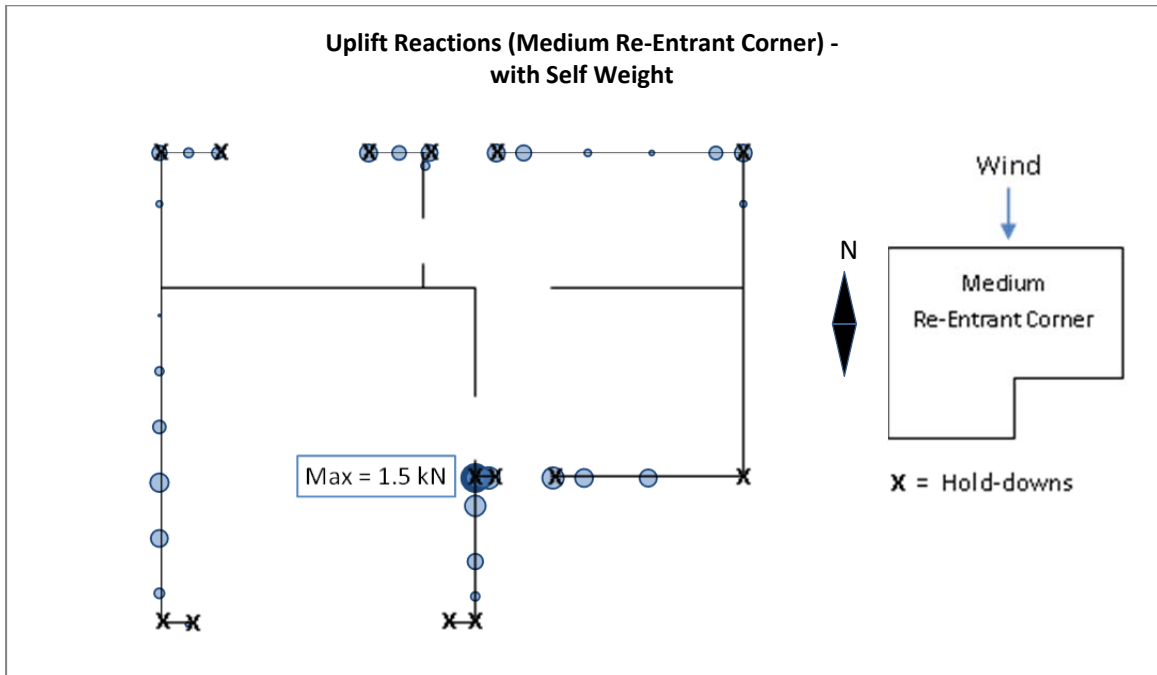 Uplift Reactions (Medium Re-Entrant Corner) -
with Self Weight
Wind
N
Medium
Re-Entrant Corner
Max = 1.5 kN
X = Hold-downs
X X X X X X
X X X X
X X X X